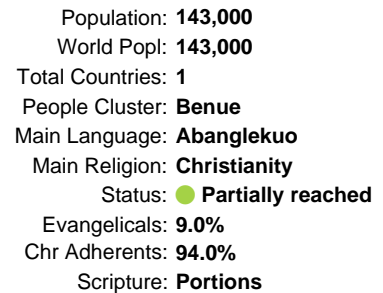 Population: 143,000
World Popl: 143,000
Total Countries: 1
People Cluster: Benue
Main Language: Abanglekuo
Main Religion: Christianity
Status: Partially reached
Evangelicals: 9.0%
Chr Adherents: 94.0%
Scripture: Portions